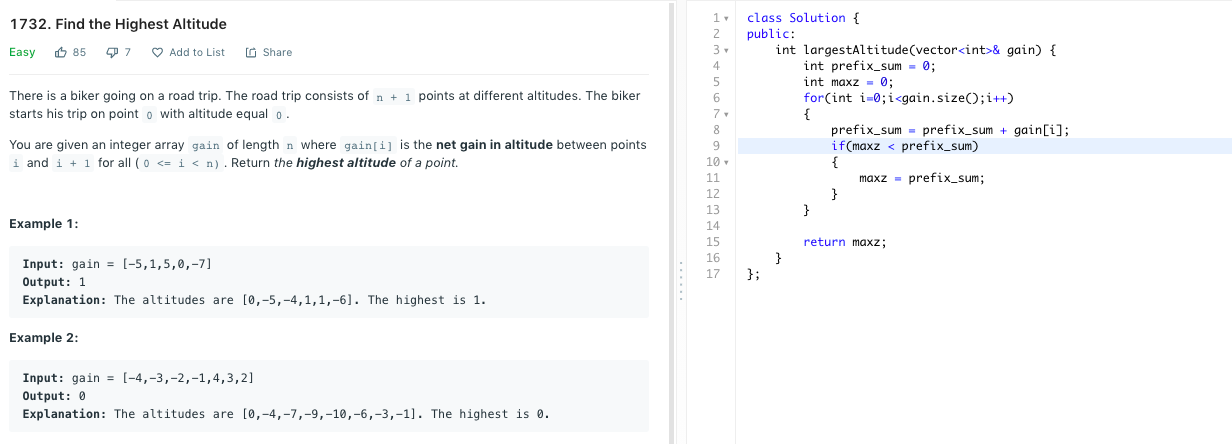 1732. Find the Highest Altitude
Easy 85 7 Add to List Share
There is a biker going on a road trip. The road trip consists of n + 1 points at different altitudes. The biker
starts his trip on point 0 with altitude equal 0.
You are given an integer array gain of length n where gain[i] is the net gain in altitude between points
i and i + 1 for all (0 <= i < n). Return the highest altitude of a point.
Example 1:
Input: gain = [-5,1,5,0,-7]
Output: 1
Explanation: The altitudes are [0,-5,-4,1,1,-6]. The highest is 1.
Example 2:
Input: gain = [-4,-3,-2,-1,4,3,2]
Output: 0
Explanation: The altitudes are [0,-4,-7,-9,-10,-6,-3,-1]. The highest is 0.
1 class Solution {
2 public:
3     int largestAltitude(vector<int>& gain) {
4         int prefix_sum = 0;
5         int maxz = 0;
6         for(int i=0;i<gain.size();i++)
7         {
8             prefix_sum = prefix_sum + gain[i];
9             if(maxz < prefix_sum)
10             {
11                 maxz = prefix_sum;
12             }
13         }
14
15         return maxz;
16     }
17 };